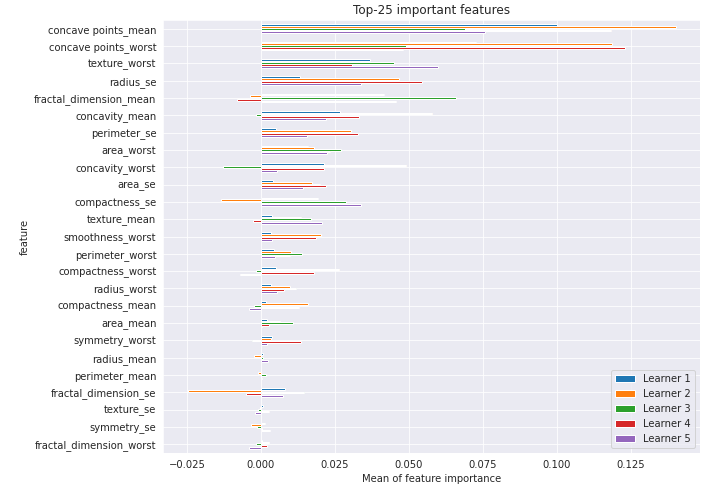 Top-25 important features
concave points_mean
concave points_worst
texture_worst
radius_se
fractal_dimension_mean
concavity_mean
perimeter_se
area_worst
concavity_worst
area_se
compactness_se
texture_mean
smoothness_worst
perimeter_worst
compactness_worst
radius_worst
compactness_mean
area_mean
symmetry_worst
radius_mean
perimeter_mean
fractal_dimension_se
texture_se
symmetry_se
fractal_dimension_worst
feature
Learner 1
Learner 2
Learner 3
Learner 4
Learner 5
−0.025 0.000 0.025 0.050 0.075 0.100 0.125
Mean of feature importance